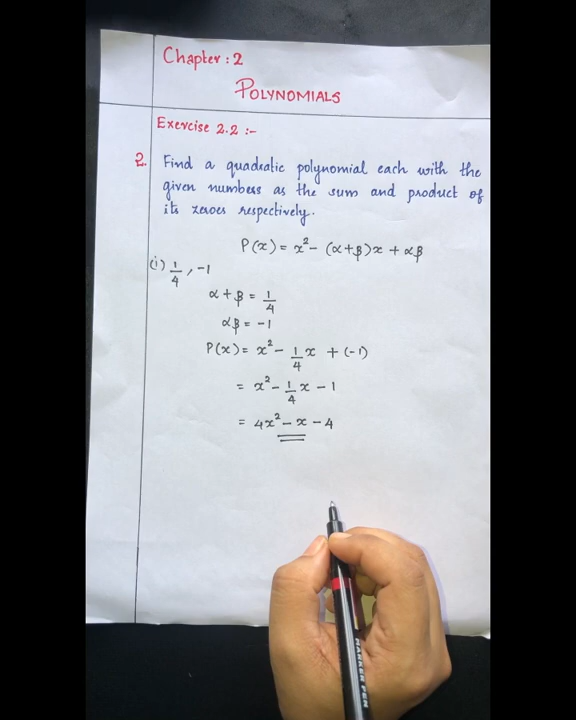 Chapter : 2
POLYNOMIALS
Exercise 2.2 :-
2. Find a quadratic polynomial each with the
given numbers as the sum and product of
its zeroes respectively.
P(x) = x² - (α+β)x + αβ
(i) 1/4, -1
α + β = 1/4
αβ = -1
P(x) = x² - 1/4 x + (-1)
= x² - 1/4 x - 1
= 4x² - x - 4
MARKER PEN